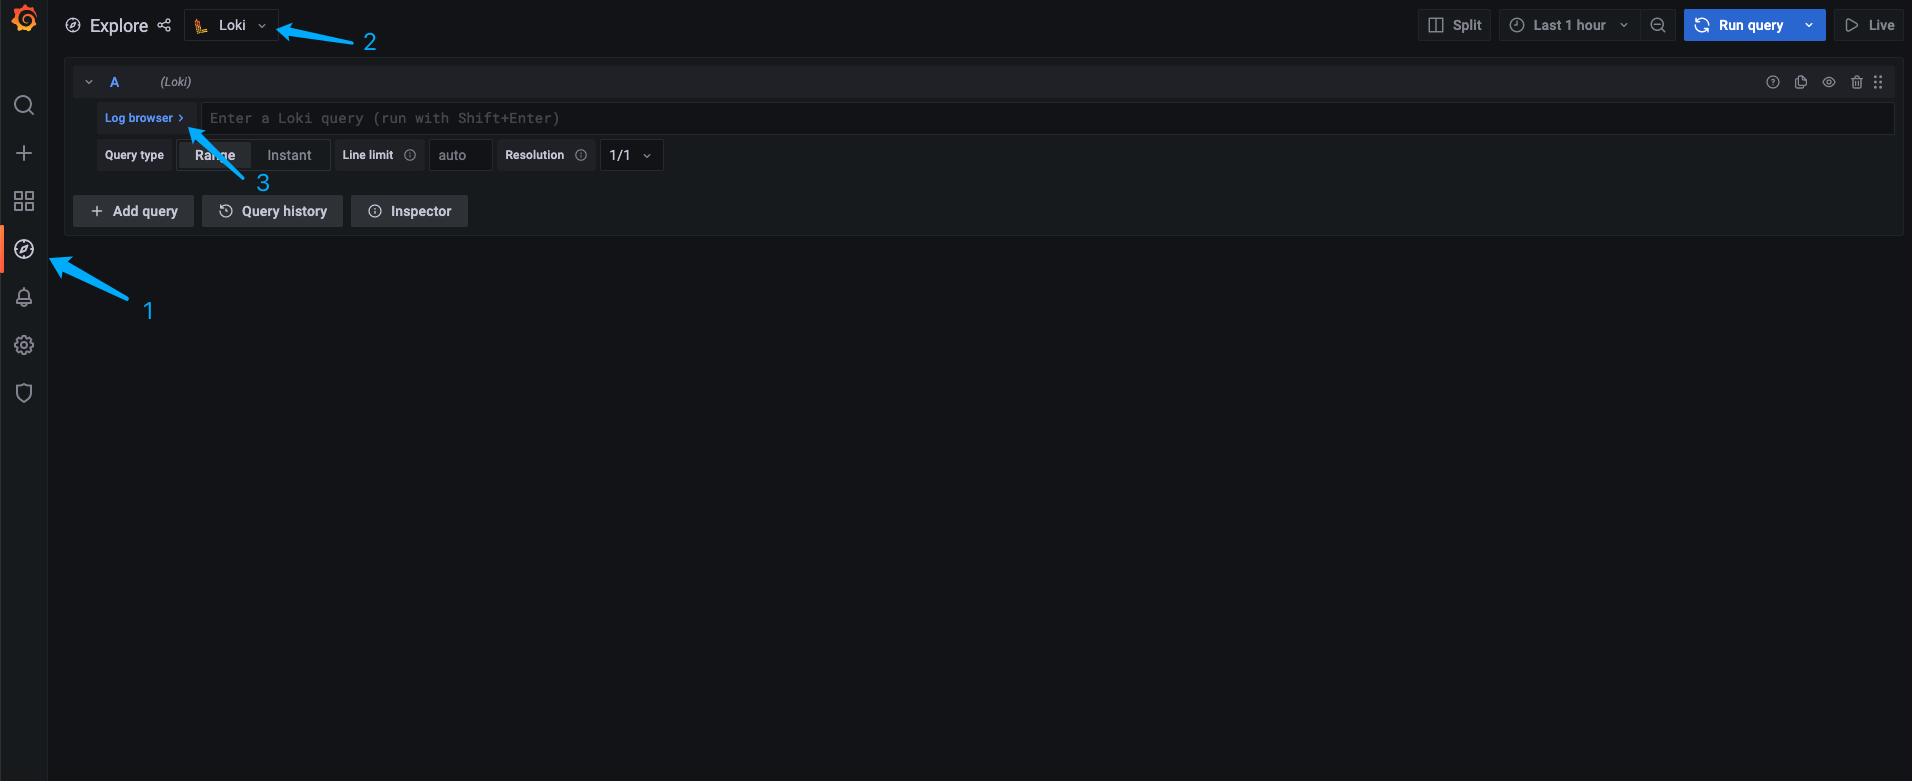 Explore Loki 2 Split Last 1 hour Run query Live
A (Loki)
Log browser > Enter a Loki query (run with Shift+Enter)
Query type Range Instant Line limit auto Resolution 1/1
3
+ Add query Query history Inspector
1